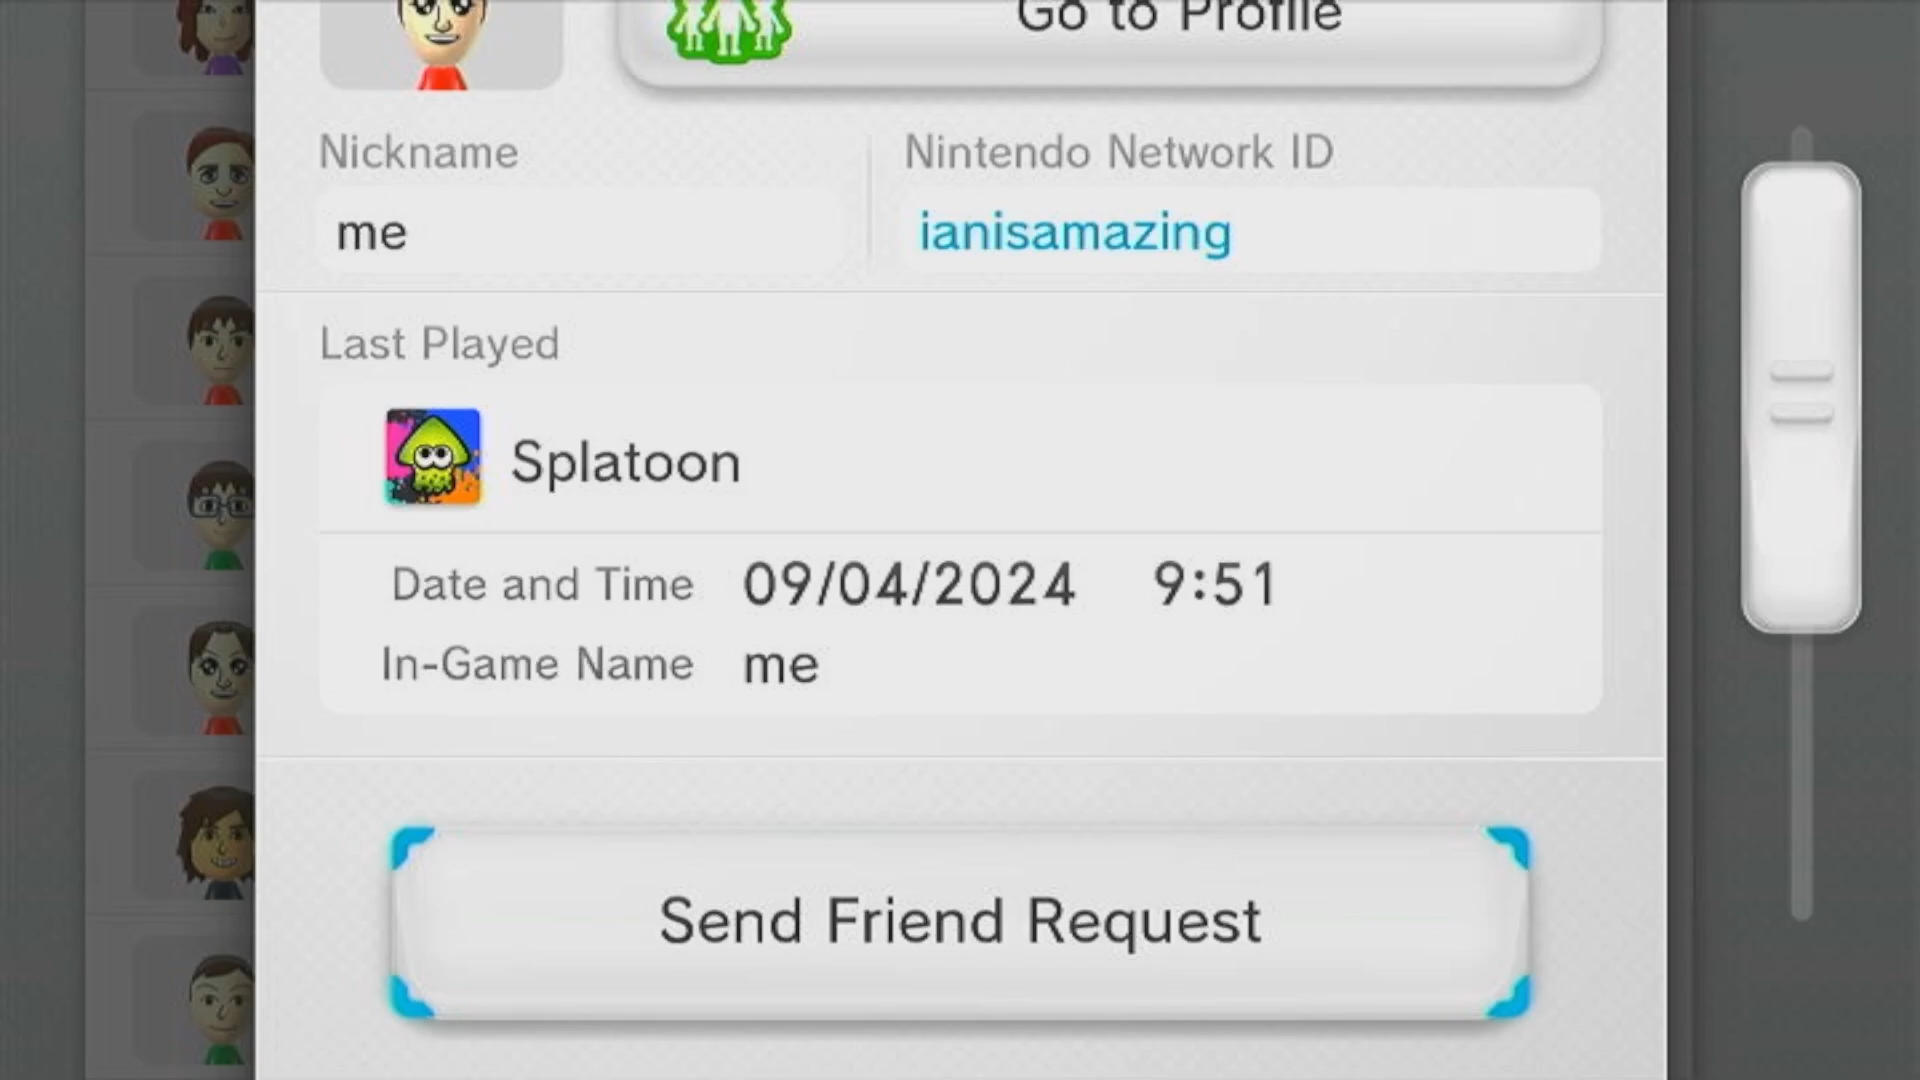 Go to Profile
Nickname
Nintendo Network ID
me
ianisamazing
Last Played
Splatoon
Date and Time 09/04/2024 9:51
In-Game Name me
Send Friend Request